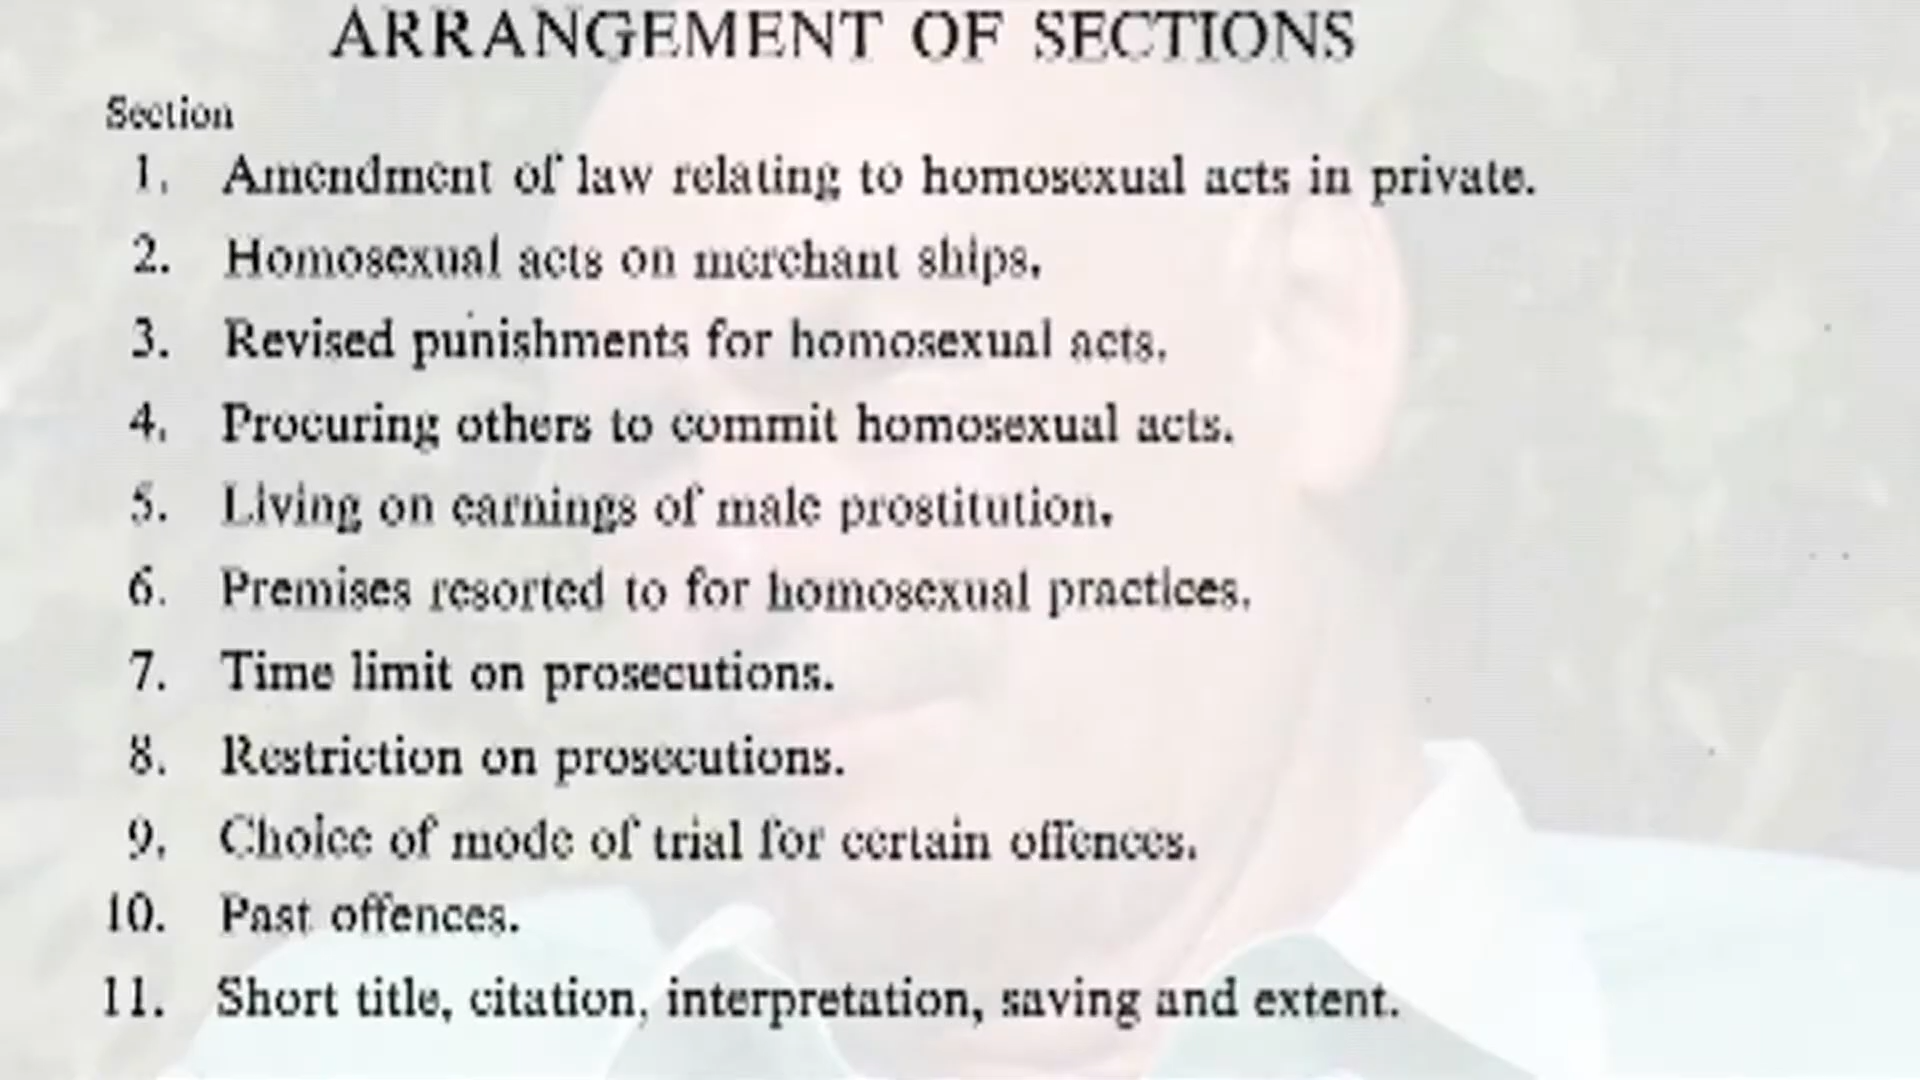 ARRANGEMENT OF SECTIONS
Section
1. Amendment of law relating to homosexual acts in private.
2. Homosexual acts on merchant ships.
3. Revised punishments for homosexual acts.
4. Procuring others to commit homosexual acts.
5. Living on earnings of male prostitution.
6. Premises resorted to for homosexual practices.
7. Time limit on prosecutions.
8. Restriction on prosecutions.
9. Choice of mode of trial for certain offences.
10. Past offences.
11. Short title, citation, interpretation, saving and extent.